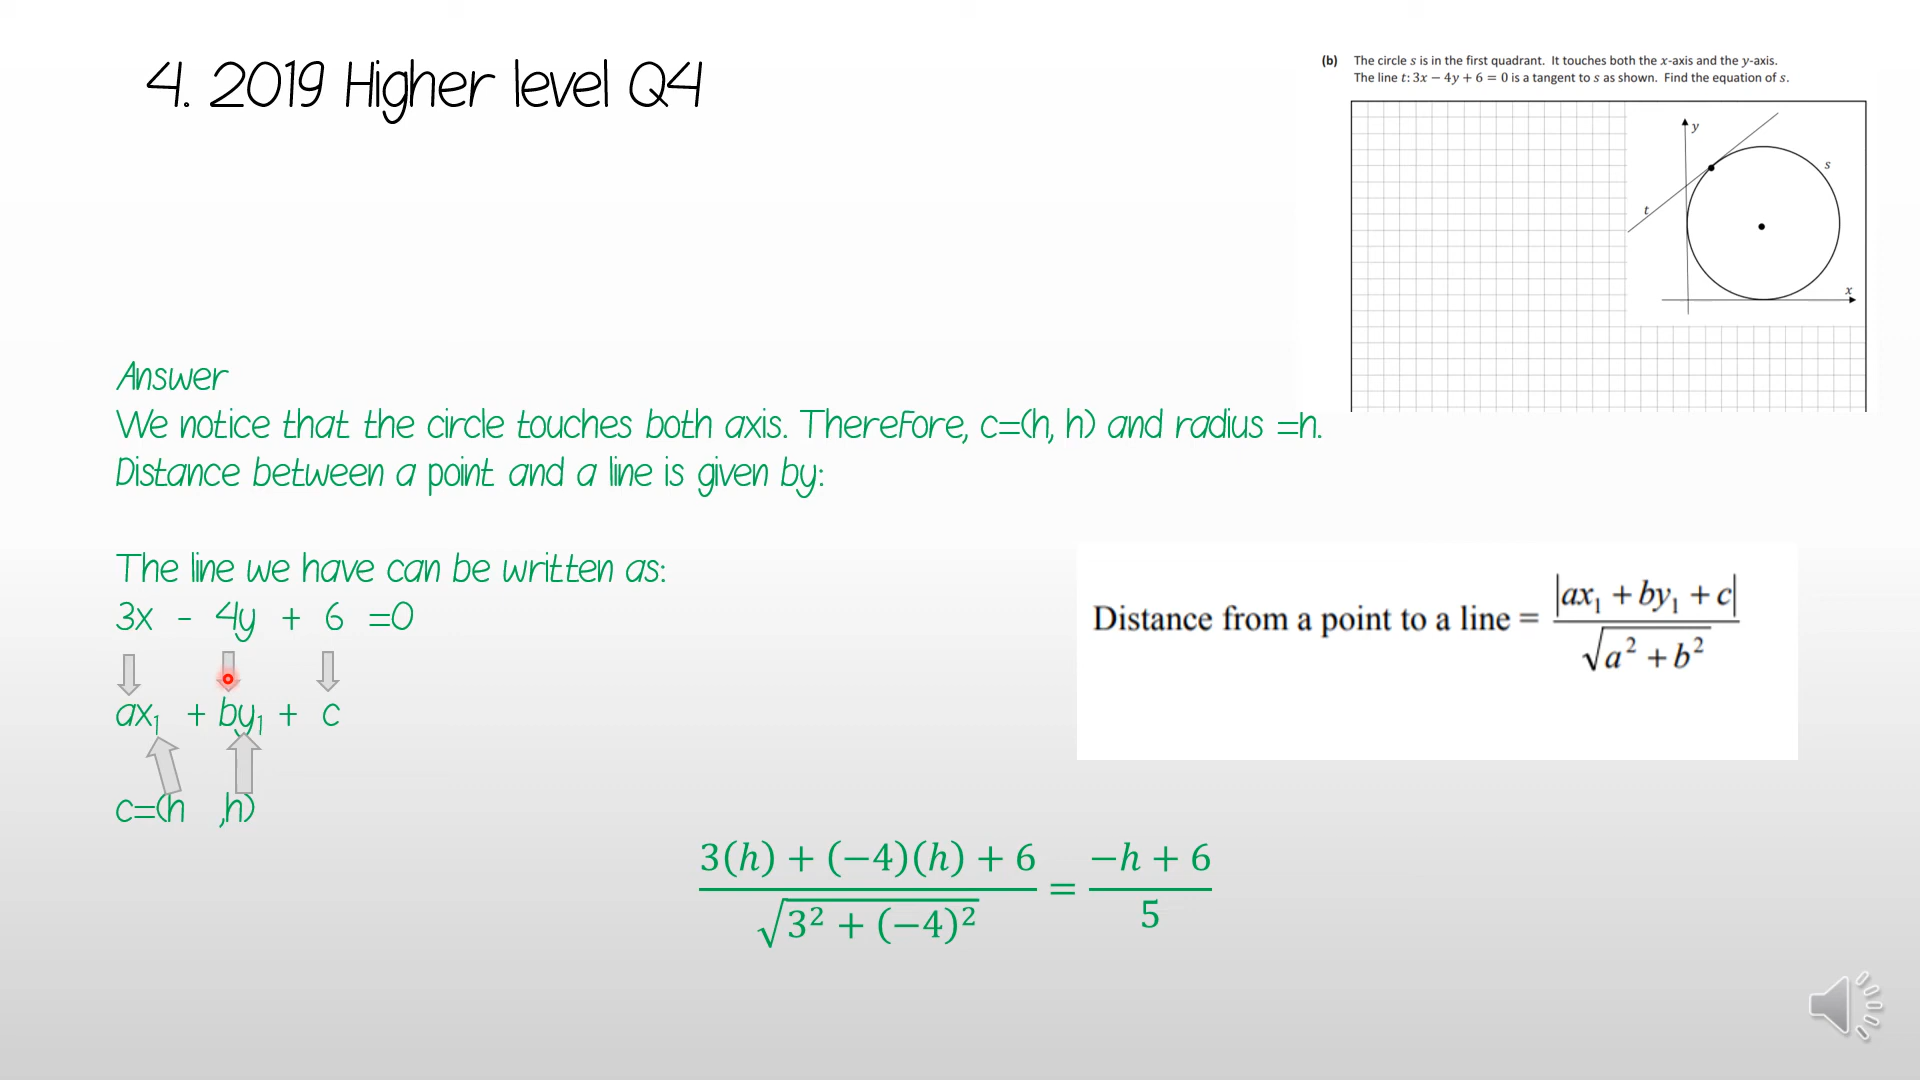 4. 2019 Higher level Q4
(b) The circle s is in the first quadrant. It touches both the x-axis and the y-axis.
The line t: 3x − 4y + 6 = 0 is a tangent to s as shown. Find the equation of s.
y
s
t
x
Answer
We notice that the circle touches both axis. Therefore, c=(h, h) and radius =h.
Distance between a point and a line is given by:
The line we have can be written as:
3x - 4y + 6 =0
ax₁ + by₁ + c
c=(h ,h)
Distance from a point to a line = |ax₁ + by₁ + c| / √(a² + b²)
(3(h) + (−4)(h) + 6) / √(3² + (−4)²) = (−h + 6) / 5